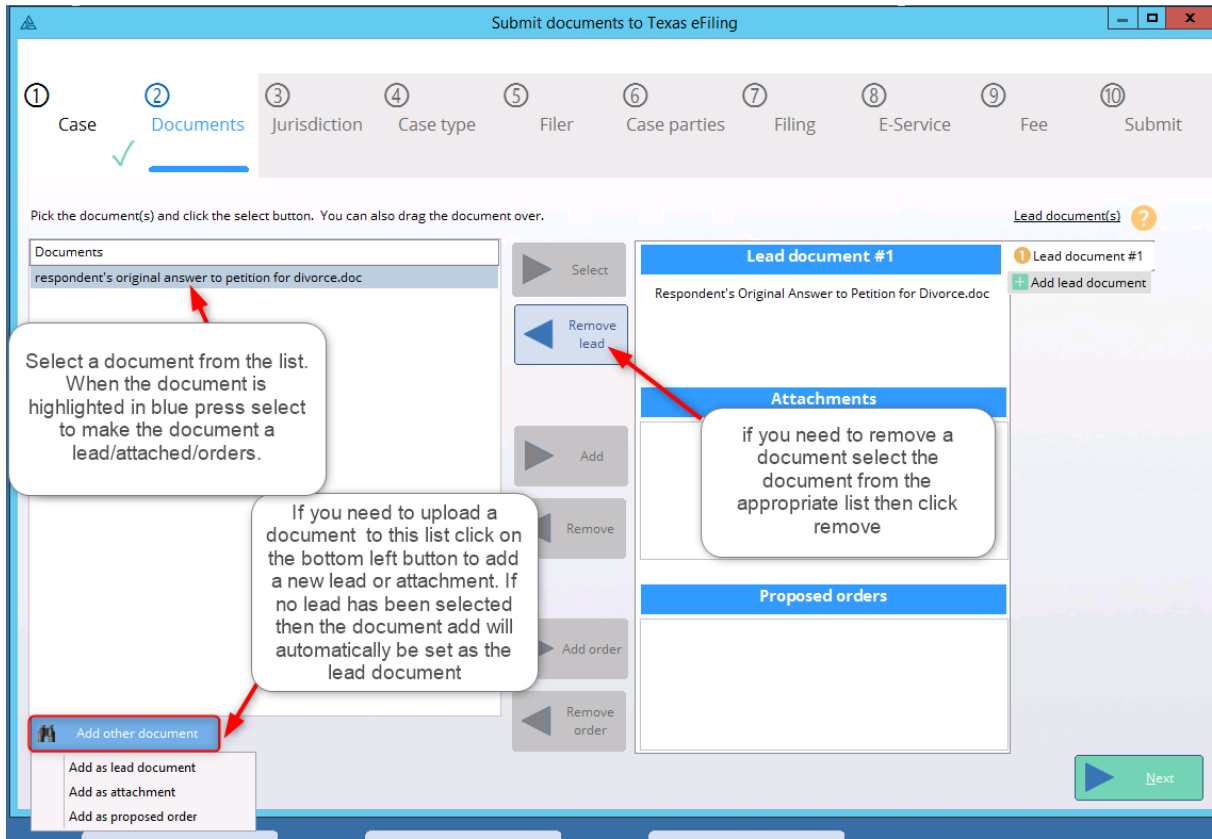 Submit documents to Texas eFiling
1 Case
2 Documents
3 Jurisdiction
4 Case type
5 Filer
6 Case parties
7 Filing
8 E-Service
9 Fee
10 Submit
Pick the document(s) and click the select button. You can also drag the document over.
Lead document(s) ?
Documents
respondent's original answer to petition for divorce.doc
Select a document from the list.
When the document is
highlighted in blue press select
to make the document a
lead/attached/orders.
If you need to upload a
document to this list click on
the bottom left button to add
a new lead or attachment. If
no lead has been selected
then the document add will
automatically be set as the
lead document
Add other document
Add as lead document
Add as attachment
Add as proposed order
Select
Remove
lead
Add
Remove
Add order
Remove
order
Lead document #1
Respondent's Original Answer to Petition for Divorce.doc
Attachments
if you need to remove a
document select the
document from the
appropriate list then click
remove
Proposed orders
1 Lead document #1
Add lead document
Next